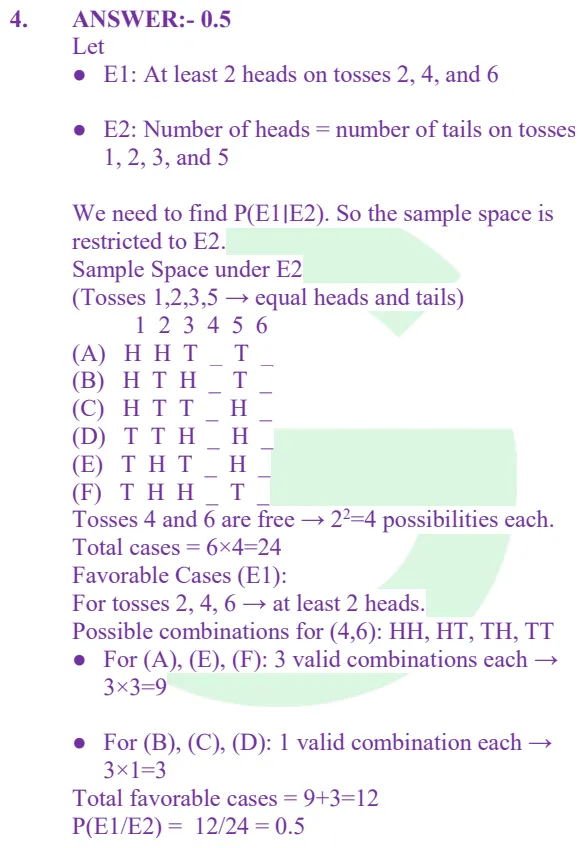 4. ANSWER:- 0.5
Let
● E1: At least 2 heads on tosses 2, 4, and 6
● E2: Number of heads = number of tails on tosses
1, 2, 3, and 5
We need to find P(E1|E2). So the sample space is
restricted to E2.
Sample Space under E2
(Tosses 1,2,3,5 → equal heads and tails)
1 2 3 4 5 6
(A) H H T _ T _
(B) H T H _ T _
(C) H T T _ H _
(D) T T H _ H _
(E) T H T _ H _
(F) T H H _ T _
Tosses 4 and 6 are free → 2²=4 possibilities each.
Total cases = 6×4=24
Favorable Cases (E1):
For tosses 2, 4, 6 → at least 2 heads.
Possible combinations for (4,6): HH, HT, TH, TT
● For (A), (E), (F): 3 valid combinations each →
3×3=9
● For (B), (C), (D): 1 valid combination each →
3×1=3
Total favorable cases = 9+3=12
P(E1/E2) = 12/24 = 0.5